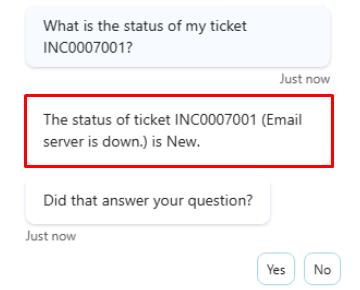 What is the status of my ticket
INC0007001?
Just now
The status of ticket INC0007001 (Email
server is down.) is New.
Did that answer your question?
Just now
Yes No